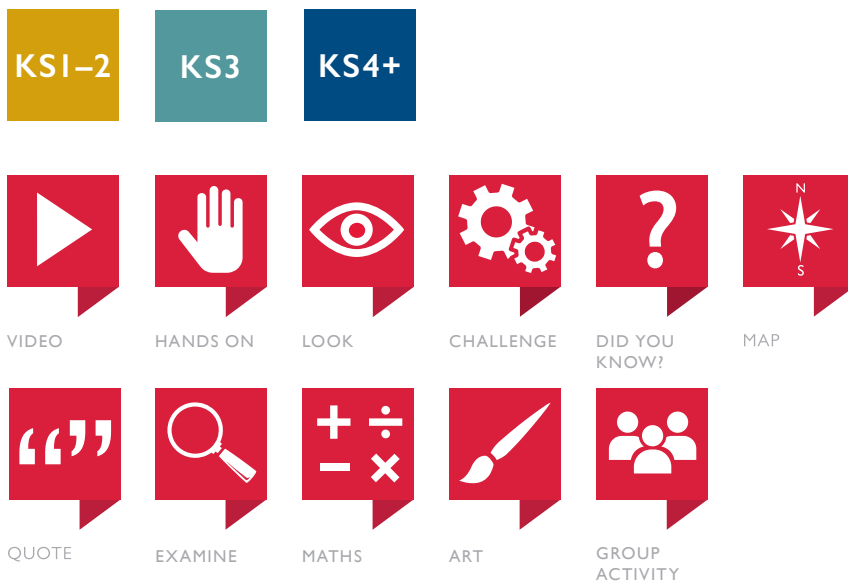 KS1–2
KS3
KS4+
N
S
VIDEO
HANDS ON
LOOK
CHALLENGE
DID YOU
KNOW?
MAP
QUOTE
EXAMINE
MATHS
ART
GROUP
ACTIVITY